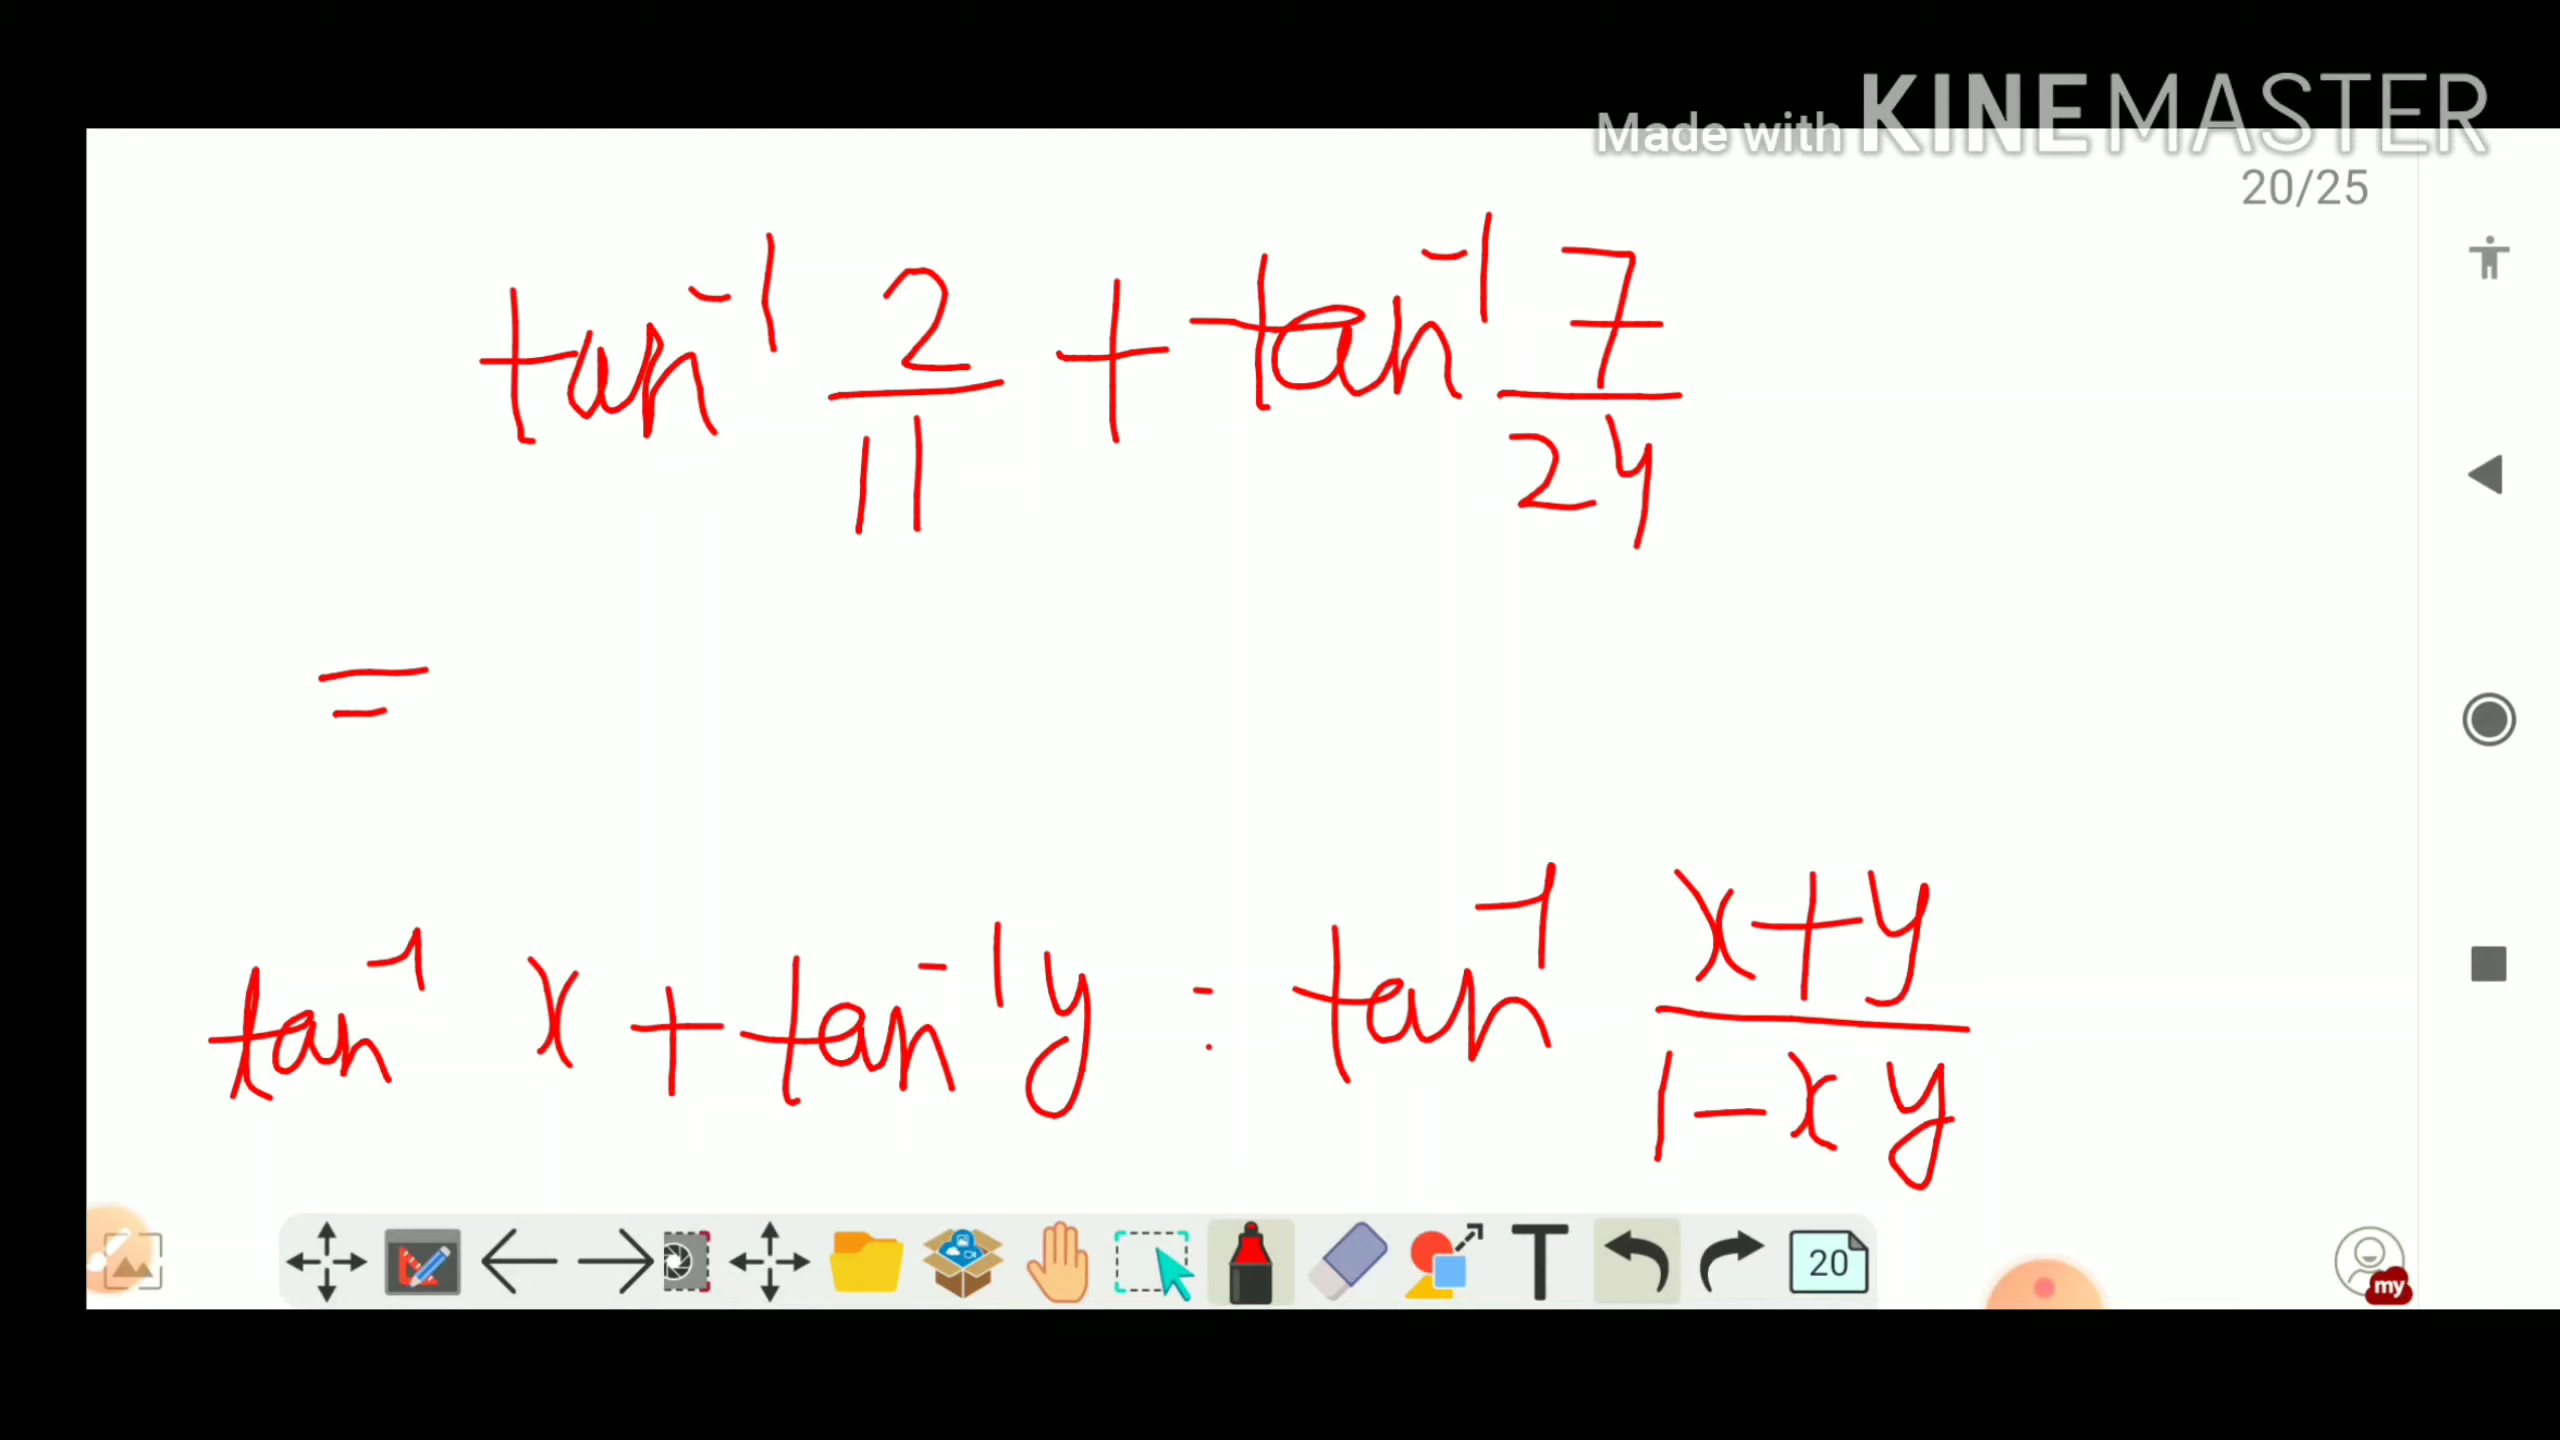 Made with KINEMASTER
20/25
tan⁻¹ 2/11 + tan⁻¹ 7/24
=
tan⁻¹ x + tan⁻¹ y = tan⁻¹ x+y/1-xy
20
my